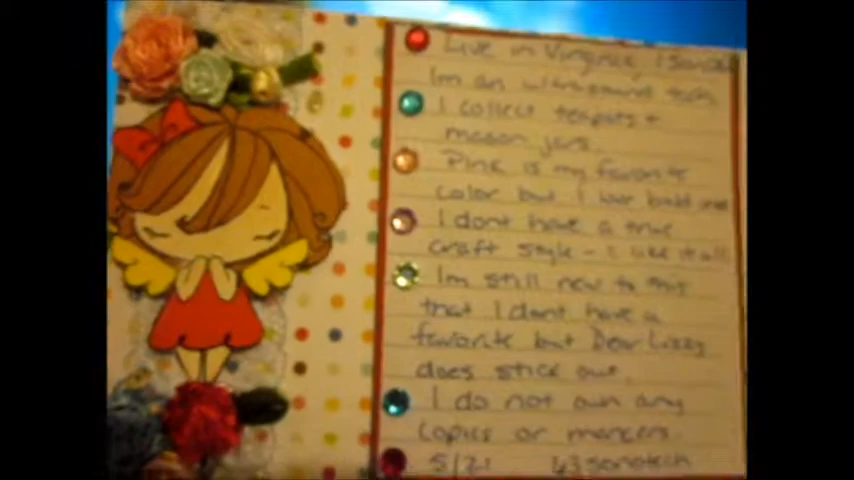 Live in Virginia,
Im an ultrasound tech
I collect teapots +
mason jars.
Pink is my favorite
color but I love bold
I dont have a true
craft style - I like it all
Im still new to this
that I dont have a
favorite but Dear Lizzy
does stick out.
I do not own any
copics or markers.
5/21 43sonotech